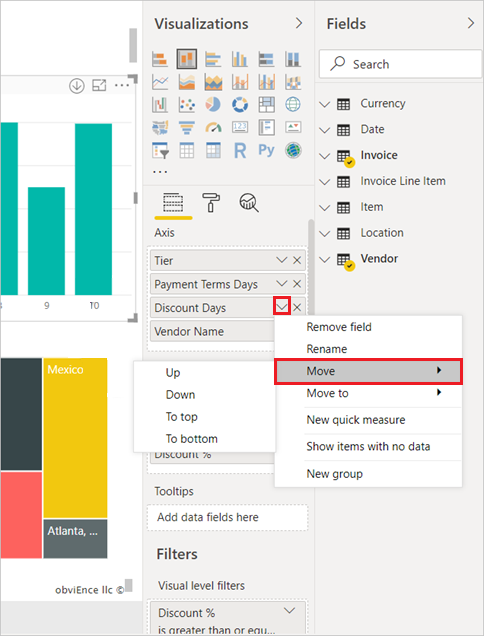 Visualizations
Fields
Search
Currency
Date
Invoice
Invoice Line Item
Item
Location
Vendor
R
Py
123
...
9
10
Axis
Tier
Payment Terms Days
Discount Days
Vendor Name
Remove field
Rename
Move
Move to
New quick measure
Show items with no data
New group
Up
Down
To top
To bottom
Discount %
Tooltips
Add data fields here
Mexico
Atlanta, ...
obviEnce llc ©
Filters
Visual level filters
Discount %
is greater than or equ...